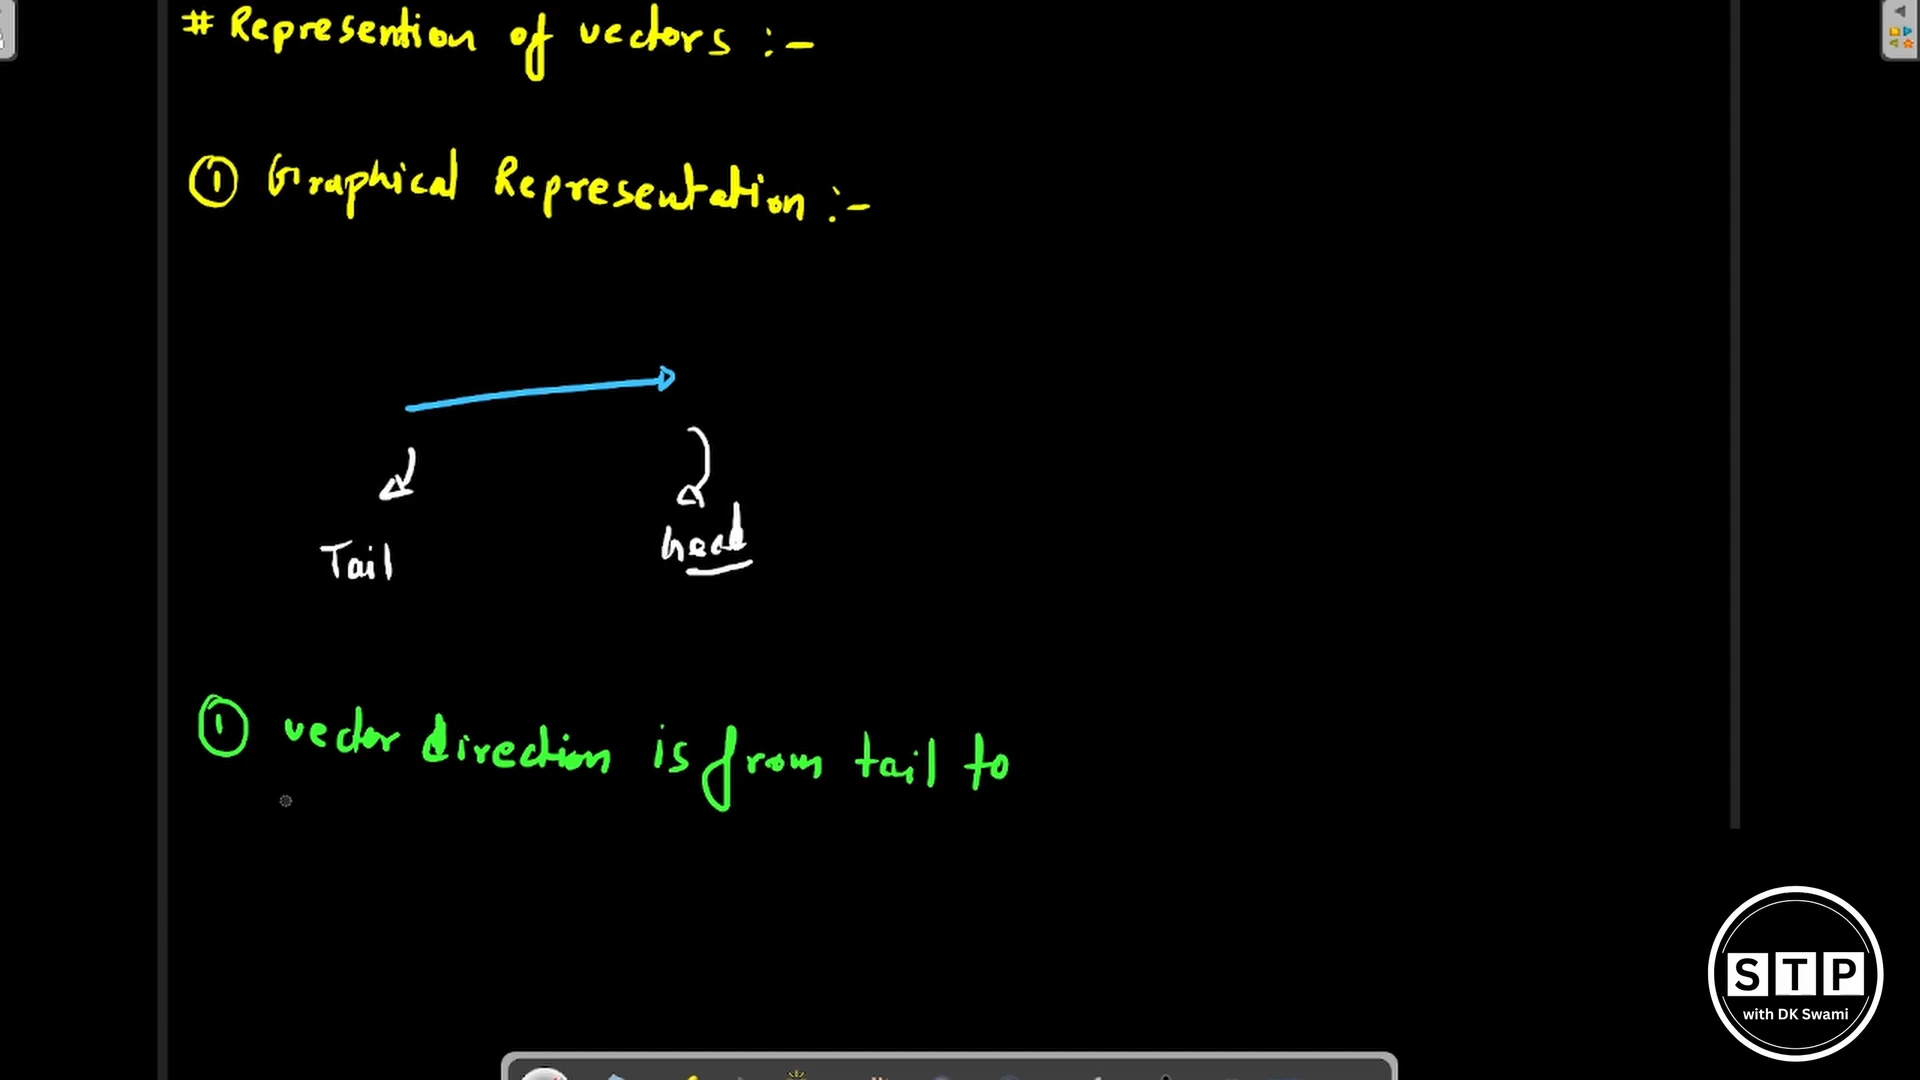 # Represention of vectors :-
① Graphical Representation :-
Tail
head
① vector direction is from tail to
STP
with DK Swami